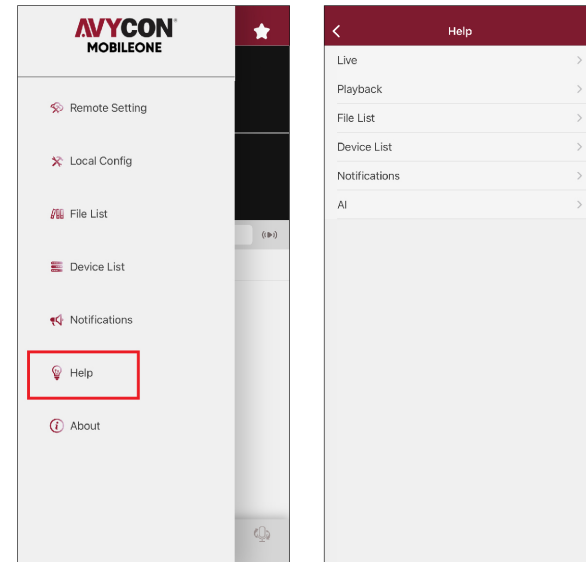 AVYCON
MOBILEONE
Remote Setting
Local Config
File List
Device List
Notifications
Help
About
Help
Live
Playback
File List
Device List
Notifications
AI